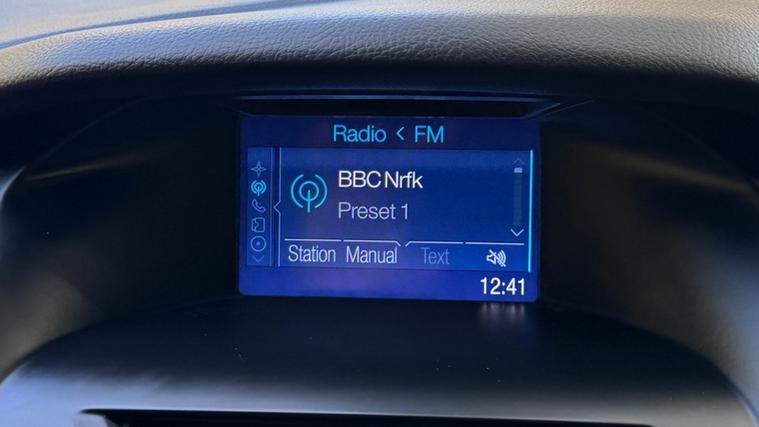 Radio < FM
BBC Nrfk
Preset 1
Station Manual Text
12:41